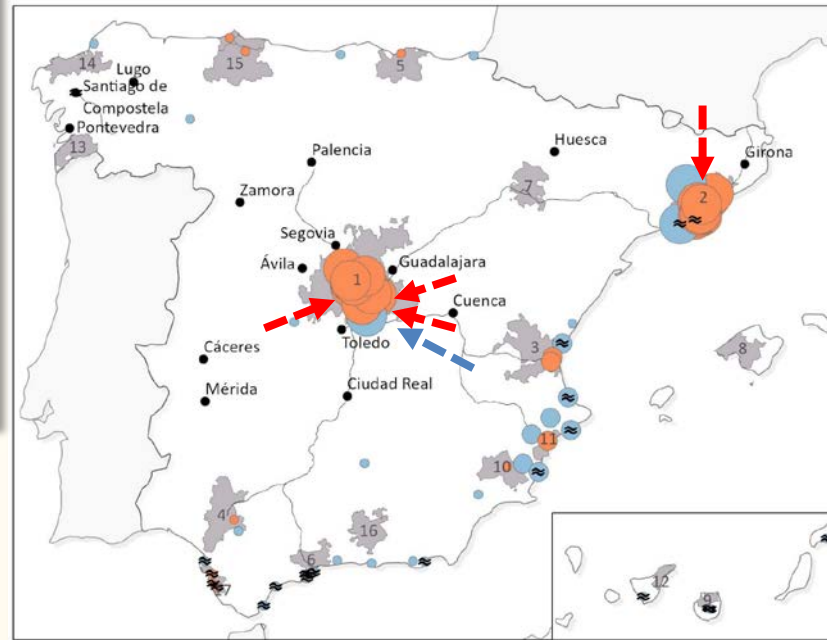 14
Lugo
Santiago de
Compostela
Pontevedra
13
15
5
Palencia
Huesca
Girona
7
2
Zamora
Segovia
Ávila
1
Guadalajara
Cuenca
Toledo
3
8
Cáceres
Mérida
Ciudad Real
11
10
4
16
6
17
12
9